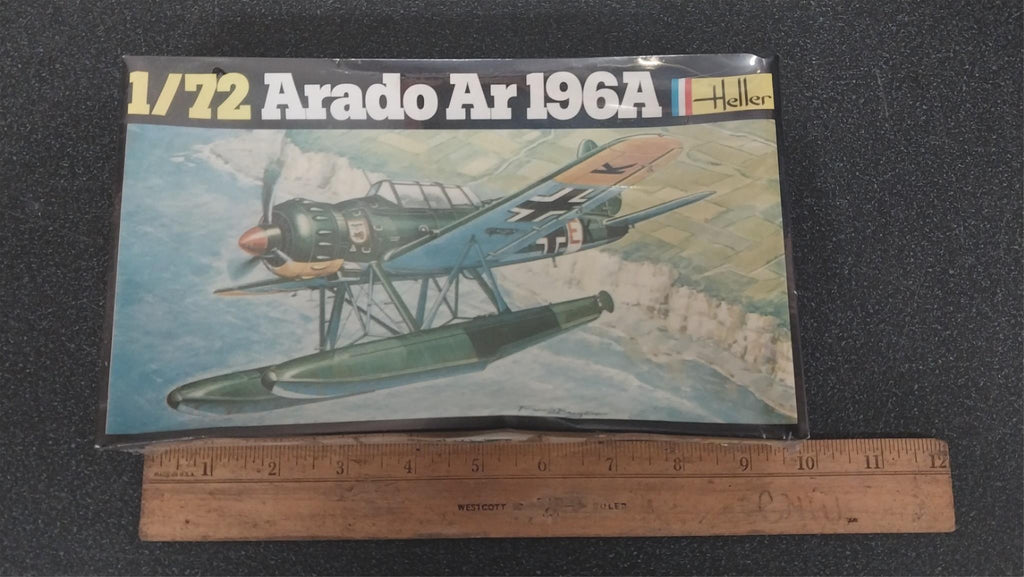 1/72 Arado Ar 196A Heller
K
E
1 2 3 4 5 6 7 8 9 10 11 12
WESTCOTT RULER